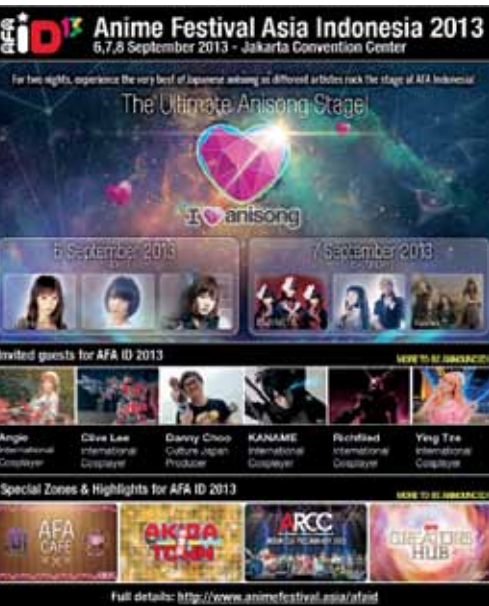 AFA ID'13 Anime Festival Asia Indonesia 2013
6,7,8 September 2013 - Jakarta Convention Center
For two nights, experience the very best of Japanese anisong as different artistes rock the stage at AFA Indonesia!
The Ultimate Anisong Stage!
I anisong
6 September 2013
7 September 2013
Invited guests for AFA ID 2013
MORE TO BE ANNOUNCED
Angie
International
Cosplayer
Clive Lee
International
Cosplayer
Danny Choo
Culture Japan
Producer
KANAME
International
Cosplayer
Richfield
International
Cosplayer
Ying Tze
International
Cosplayer
Special Zones & Highlights for AFA ID 2013
MORE TO BE ANNOUNCED
AFA
CAFE
AKIBA
TOWN
ARCC
CREATORS
HUB
Full details: http://www.animefestival.asia/afaid